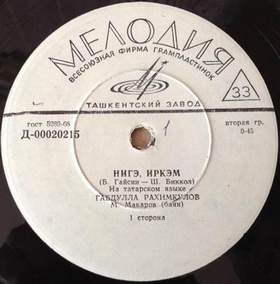 МЕЛОДИЯ
ВСЕСОЮЗНАЯ ФИРМА ГРАМПЛАСТИНОК
33
ТАШКЕНТСКИЙ ЗАВОД
гост 5289-68
Д-00020215
вторая гр.
0-45
1
НИГЭ, ИРКЭМ
(Б. Гайсин — Ш. Биккол)
На татарском языке
ГАБДУЛЛА РАХИМКУЛОВ
М. Макаров (баян)
1 сторона